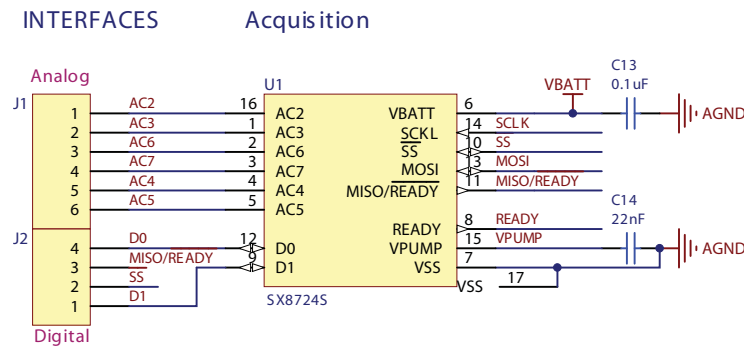 INTERFACES Acquisition
Analog
J1
1 AC2
2 AC3
3 AC6
4 AC7
5 AC4
6 AC5
J2
4 D0
3 MISO/READY
2 SS
1 D1
Digital
U1
16 AC2
1 AC3
2 AC6
3 AC7
4 AC4
5 AC5
12 D0
9 D1
VBATT 6
SCKL 14 SCLK
SS 10 SS
MOSI 13 MOSI
MISO/READY 11 MISO/READY
READY 8 READY
VPUMP 15 VPUMP
VSS 7
VSS 17
SX8724S
VBATT
C13
0.1uF
AGND
C14
22nF
AGND